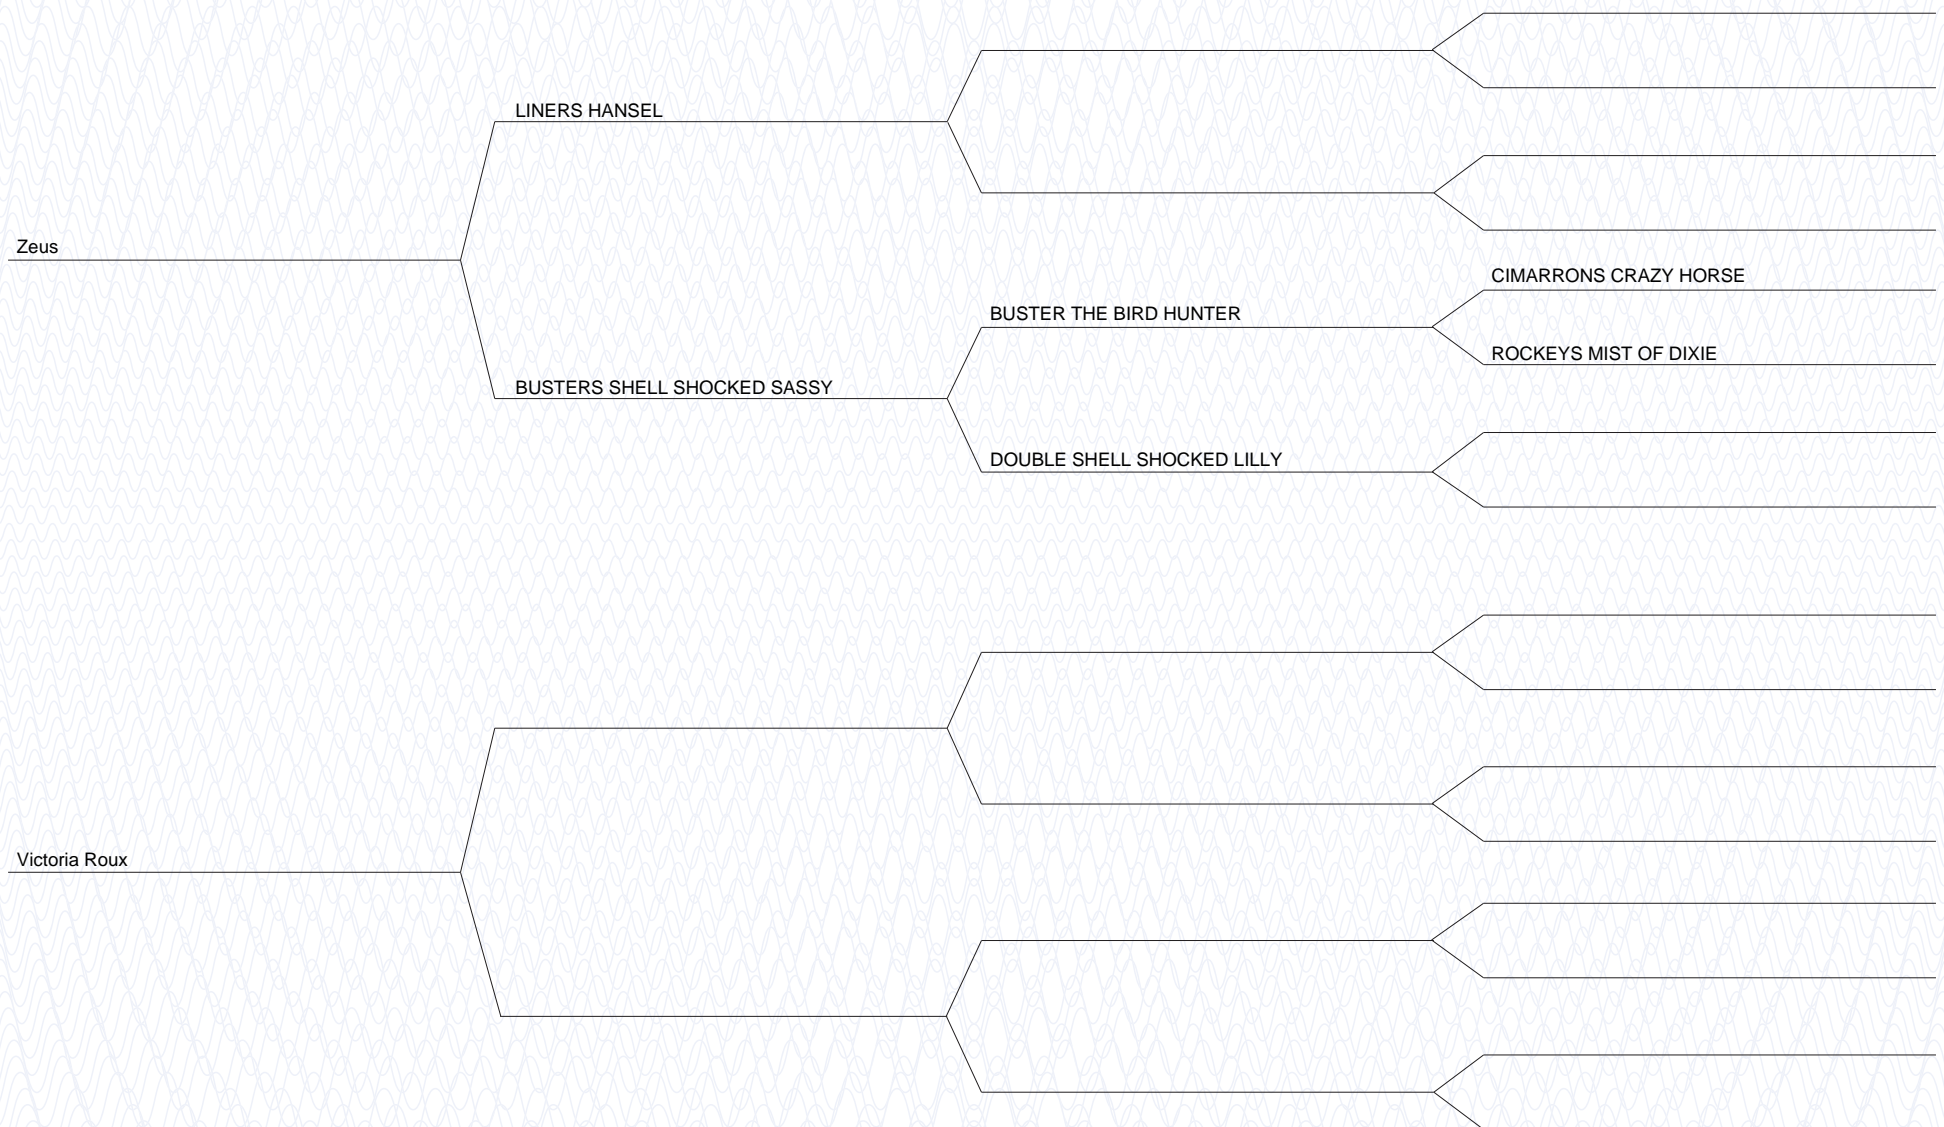 LINERS HANSEL
Zeus
CIMARRONS CRAZY HORSE
BUSTER THE BIRD HUNTER
ROCKEYS MIST OF DIXIE
BUSTERS SHELL SHOCKED SASSY
DOUBLE SHELL SHOCKED LILLY
Victoria Roux